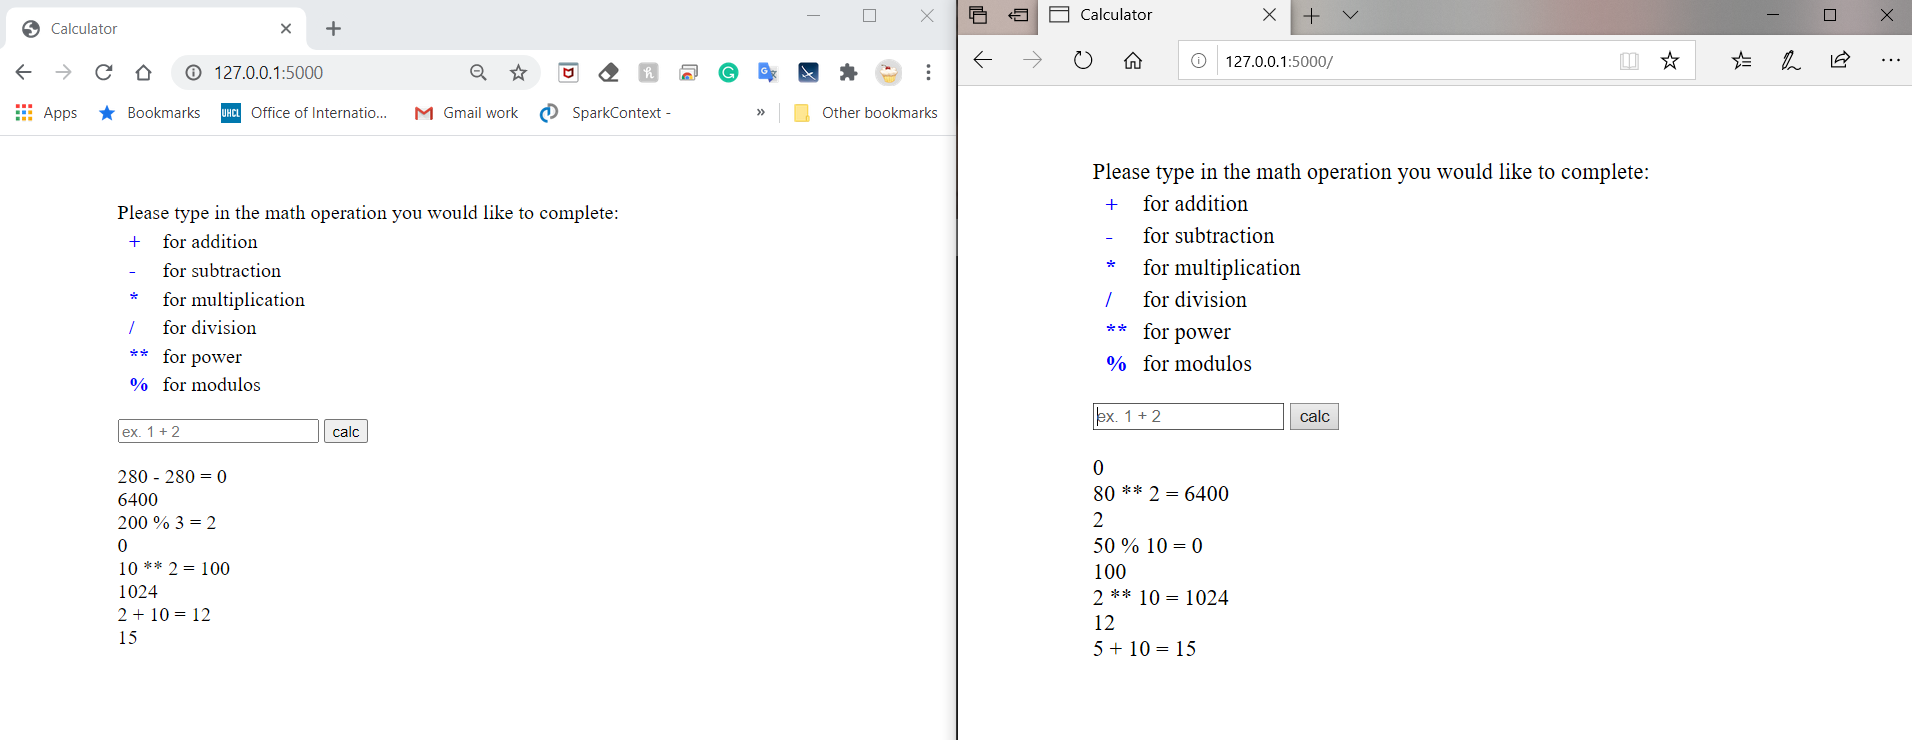 Calculator
127.0.0.1:5000
Apps Bookmarks UHCL Office of Internatio... Gmail work SparkContext - » Other bookmarks
Please type in the math operation you would like to complete:
+ for addition
- for subtraction
* for multiplication
/ for division
** for power
% for modulos
ex. 1 + 2 calc
280 - 280 = 0
6400
200 % 3 = 2
0
10 ** 2 = 100
1024
2 + 10 = 12
15
Calculator
127.0.0.1:5000/
Please type in the math operation you would like to complete:
+ for addition
- for subtraction
* for multiplication
/ for division
** for power
% for modulos
ex. 1 + 2 calc
0
80 ** 2 = 6400
2
50 % 10 = 0
100
2 ** 10 = 1024
12
5 + 10 = 15